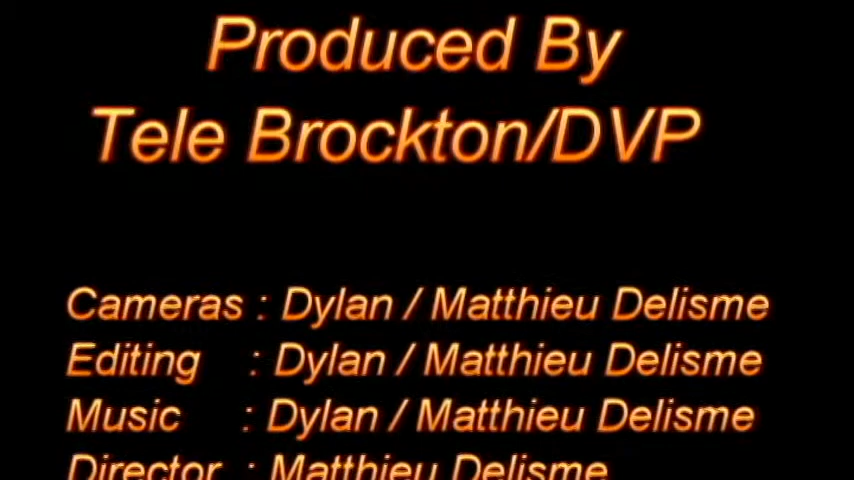 Produced By
Tele Brockton/DVP
Cameras : Dylan / Matthieu Delisme
Editing : Dylan / Matthieu Delisme
Music : Dylan / Matthieu Delisme
Director : Matthieu Delisme